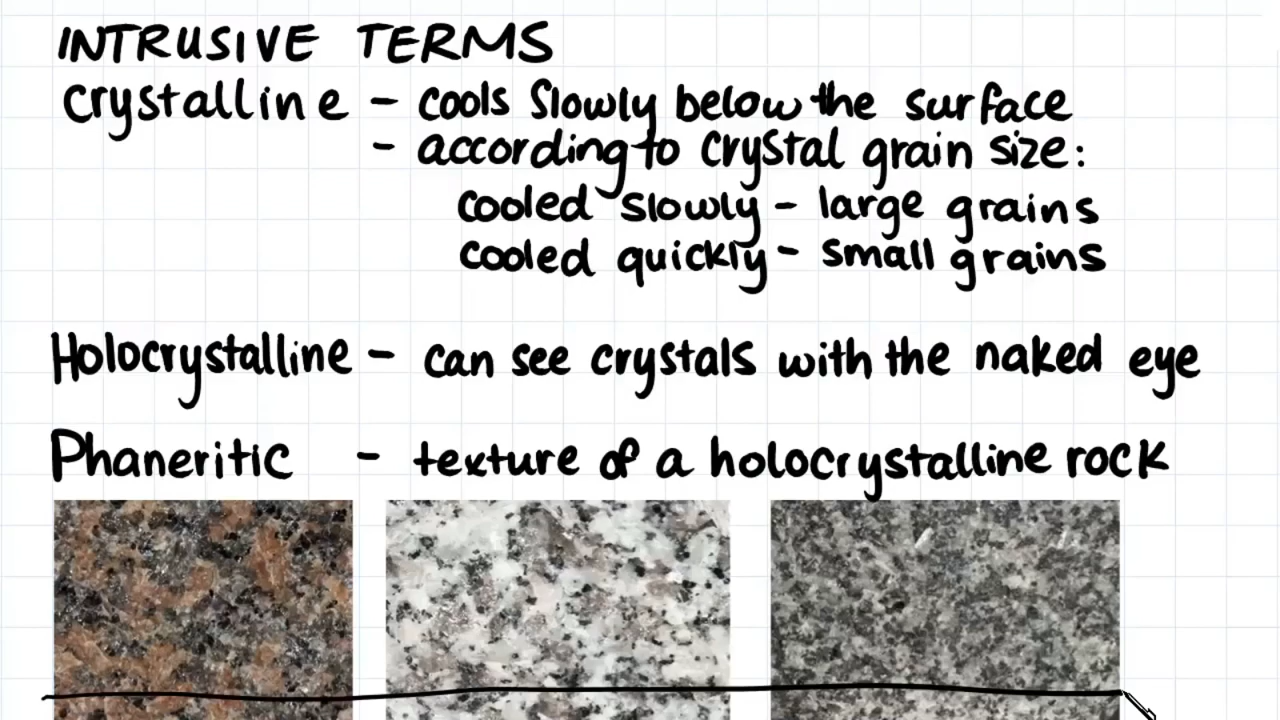 INTRUSIVE TERMS
crystalline - cools slowly below the surface
- according to crystal grain size:
cooled slowly - large grains
cooled quickly - small grains
Holocrystalline - can see crystals with the naked eye
Phaneritic - texture of a holocrystalline rock